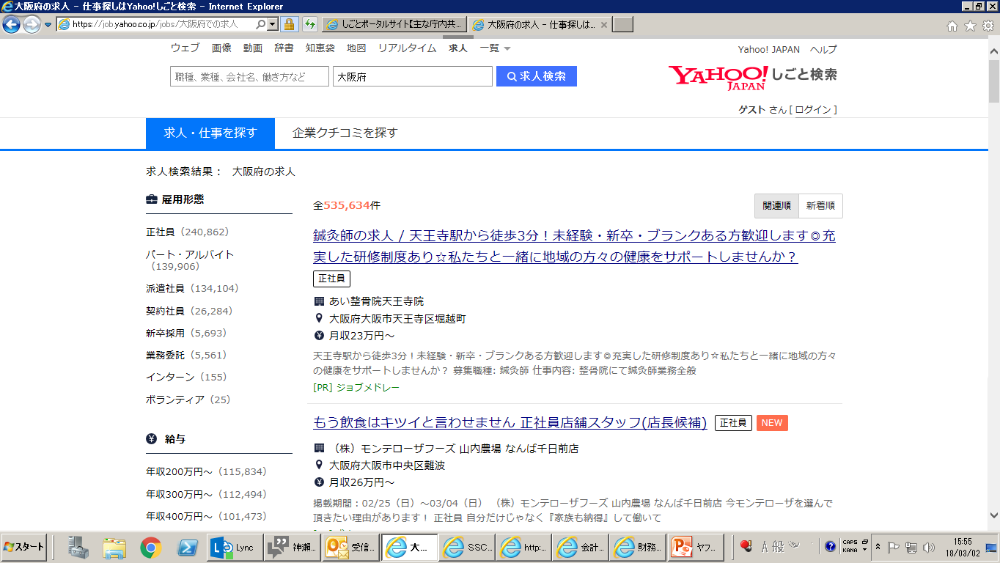 大阪府の求人 - 仕事探しはYahoo!しごと検索 - Internet Explorer
https://job.yahoo.co.jp/jobs/大阪府での求人
しごとポータルサイト【主な庁内共...
大阪府の求人 - 仕事探しは...
ウェブ 画像 動画 辞書 知恵袋 地図 リアルタイム 求人 一覧
Yahoo! JAPAN ヘルプ
職種、業種、会社名、働き方など 大阪府 求人検索
YAHOO! JAPAN しごと検索
ゲスト さん [ ログイン ]
求人・仕事を探す 企業クチコミを探す
求人検索結果： 大阪府の求人
雇用形態
正社員（240,862）
パート・アルバイト
（139,906）
派遣社員（134,104）
契約社員（26,284）
新卒採用（5,693）
業務委託（5,561）
インターン（155）
ボランティア（25）
給与
年収200万円～（115,834）
年収300万円～（112,494）
年収400万円～（101,473）
全535,634件
関連順 新着順
鍼灸師の求人 / 天王寺駅から徒歩3分！未経験・新卒・ブランクある方歓迎します◎充
実した研修制度あり☆私たちと一緒に地域の方々の健康をサポートしませんか？
正社員
あい整骨院天王寺院
大阪府大阪市天王寺区堀越町
月収23万円～
天王寺駅から徒歩3分！未経験・新卒・ブランクある方歓迎します◎充実した研修制度あり☆私たちと一緒に地域の方々
の健康をサポートしませんか？ 募集職種: 鍼灸師 仕事内容: 整骨院にて鍼灸師業務全般
[PR] ジョブメドレー
もう飲食はキツイと言わせません 正社員店舗スタッフ(店長候補) 正社員 NEW
（株）モンテローザフーズ 山内農場 なんば千日前店
大阪府大阪市中央区難波
月収26万円～
掲載期間：02/25（日）～03/04（日） （株）モンテローザフーズ 山内農場 なんば千日前店 今モンテローザを選んで
頂きたい理由があります！ 正社員 自分だけじゃなく『家族も納得』して働いて
スタート Lync 神瀬... 受信... 大... SSC... http:... 会計... 財務... ヤフ...
A 般 CAPS KANA
15:55
18/03/02